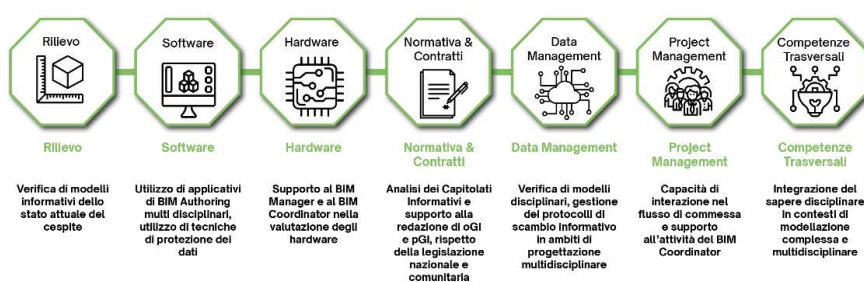 Rilievo
Software
Hardware
Normativa &
Contratti
Data
Management
Project
Management
Competenze
Trasversali
Rilievo
Software
Hardware
Normativa &
Contratti
Data Management
Project
Management
Competenze
Trasversali
Verifica di modelli
informativi dello
stato attuale del
cespite
Utilizzo di applicativi
di BIM Authoring
multi disciplinari,
utilizzo di tecniche
di protezione dei
dati
Supporto al BIM
Manager e al BIM
Coordinator nella
valutazione degli
hardware
Analisi dei Capitolati
Informativi e
supporto alla
redazione di oGI
e pGI, rispetto
della legislazione
nazionale e
comunitaria
Verifica di modelli
disciplinari, gestione
dei protocolli di
scambio informativo
in ambiti di
progettazione
multidisciplinare
Capacità di
interazione nel
flusso di commessa
e supporto
all'attività del BIM
Coordinator
Integrazione del
sapere disciplinare
in contesti di
modellazione
complessa e
multidisciplinare